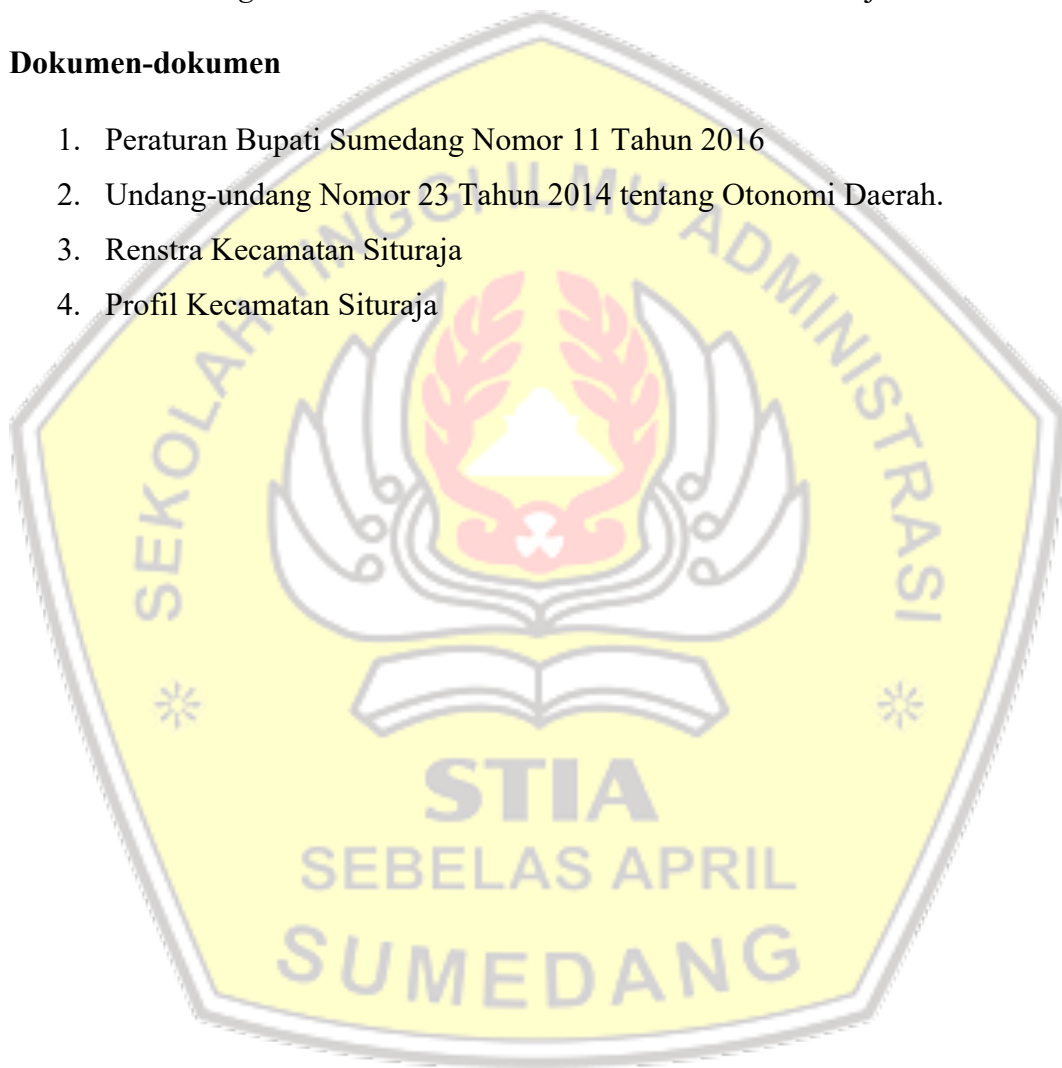 Dokumen-dokumen
1. Peraturan Bupati Sumedang Nomor 11 Tahun 2016
2. Undang-undang Nomor 23 Tahun 2014 tentang Otonomi Daerah.
3. Renstra Kecamatan Situraja
4. Profil Kecamatan Situraja
SEKOLAH TINGGI ILMU ADMINISTRASI
STIA
SEBELAS APRIL
SUMEDANG